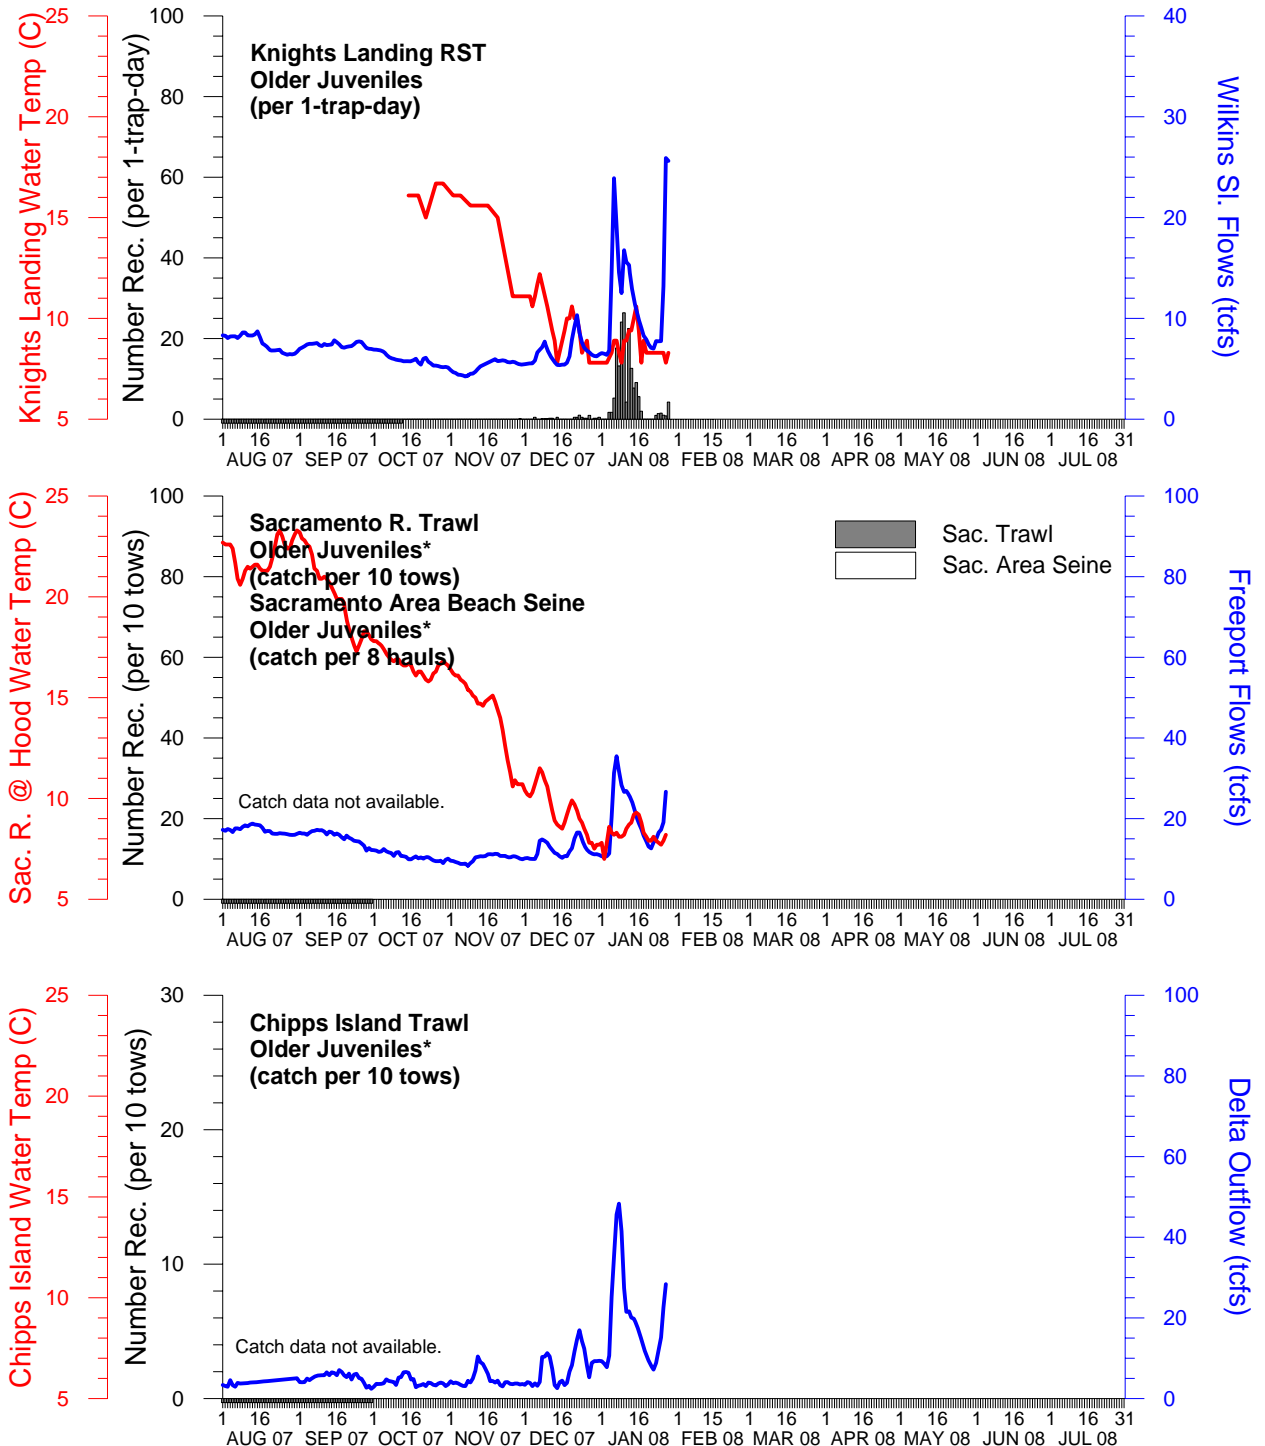 Knights Landing RST
Older Juveniles
(per 1-trap-day)
Knights Landing Water Temp (C)
25
20
15
10
5
Number Rec. (per 1-trap-day)
100
80
60
40
20
0
Wilkins Sl. Flows (tcfs)
40
30
20
10
0
1 16 1 16 1 16 1 16 1 16 1 16 1 15 1 16 1 16 1 16 1 16 1 16 31
AUG 07 SEP 07 OCT 07 NOV 07 DEC 07 JAN 08 FEB 08 MAR 08 APR 08 MAY 08 JUN 08 JUL 08
Sacramento R. Trawl
Older Juveniles*
(catch per 10 tows)
Sacramento Area Beach Seine
Older Juveniles*
(catch per 8 hauls)
Sac. Trawl
Sac. Area Seine
Catch data not available.
Sac. R. @ Hood Water Temp (C)
25
20
15
10
5
Number Rec. (per 10 tows)
100
80
60
40
20
0
Freeport Flows (tcfs)
100
80
60
40
20
0
1 16 1 16 1 16 1 16 1 16 1 16 1 15 1 16 1 16 1 16 1 16 1 16 31
AUG 07 SEP 07 OCT 07 NOV 07 DEC 07 JAN 08 FEB 08 MAR 08 APR 08 MAY 08 JUN 08 JUL 08
Chipps Island Trawl
Older Juveniles*
(catch per 10 tows)
Catch data not available.
Chipps Island Water Temp (C)
25
20
15
10
5
Number Rec. (per 10 tows)
30
20
10
0
Delta Outflow (tcfs)
100
80
60
40
20
0
1 16 1 16 1 16 1 16 1 16 1 16 1 15 1 16 1 16 1 16 1 16 1 16 31
AUG 07 SEP 07 OCT 07 NOV 07 DEC 07 JAN 08 FEB 08 MAR 08 APR 08 MAY 08 JUN 08 JUL 08